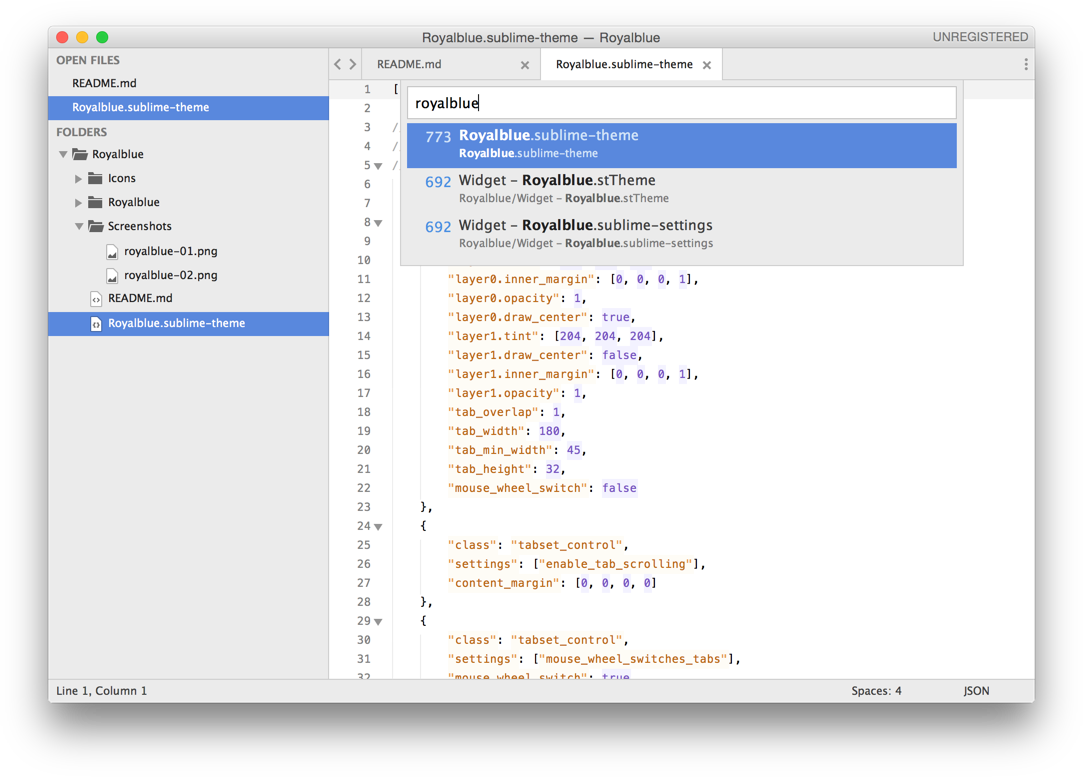 Royalblue.sublime-theme — Royalblue
UNREGISTERED
OPEN FILES
README.md
Royalblue.sublime-theme
FOLDERS
Royalblue
Icons
Royalblue
Screenshots
royalblue-01.png
royalblue-02.png
README.md
Royalblue.sublime-theme
README.md
Royalblue.sublime-theme
royalblue
773 Royalblue.sublime-theme
Royalblue.sublime-theme
692 Widget – Royalblue.stTheme
Royalblue/Widget – Royalblue.stTheme
692 Widget – Royalblue.sublime-settings
Royalblue/Widget – Royalblue.sublime-settings
1 [
2
3 /
4 /
5 /
6
7
8
9
10
11 "layer0.inner_margin": [0, 0, 0, 1],
12 "layer0.opacity": 1,
13 "layer0.draw_center": true,
14 "layer1.tint": [204, 204, 204],
15 "layer1.draw_center": false,
16 "layer1.inner_margin": [0, 0, 0, 1],
17 "layer1.opacity": 1,
18 "tab_overlap": 1,
19 "tab_width": 180,
20 "tab_min_width": 45,
21 "tab_height": 32,
22 "mouse_wheel_switch": false
23 },
24 {
25 "class": "tabset_control",
26 "settings": ["enable_tab_scrolling"],
27 "content_margin": [0, 0, 0, 0]
28 },
29 {
30 "class": "tabset_control",
31 "settings": ["mouse_wheel_switches_tabs"],
32 "mouse_wheel_switch": true
Line 1, Column 1
Spaces: 4
JSON